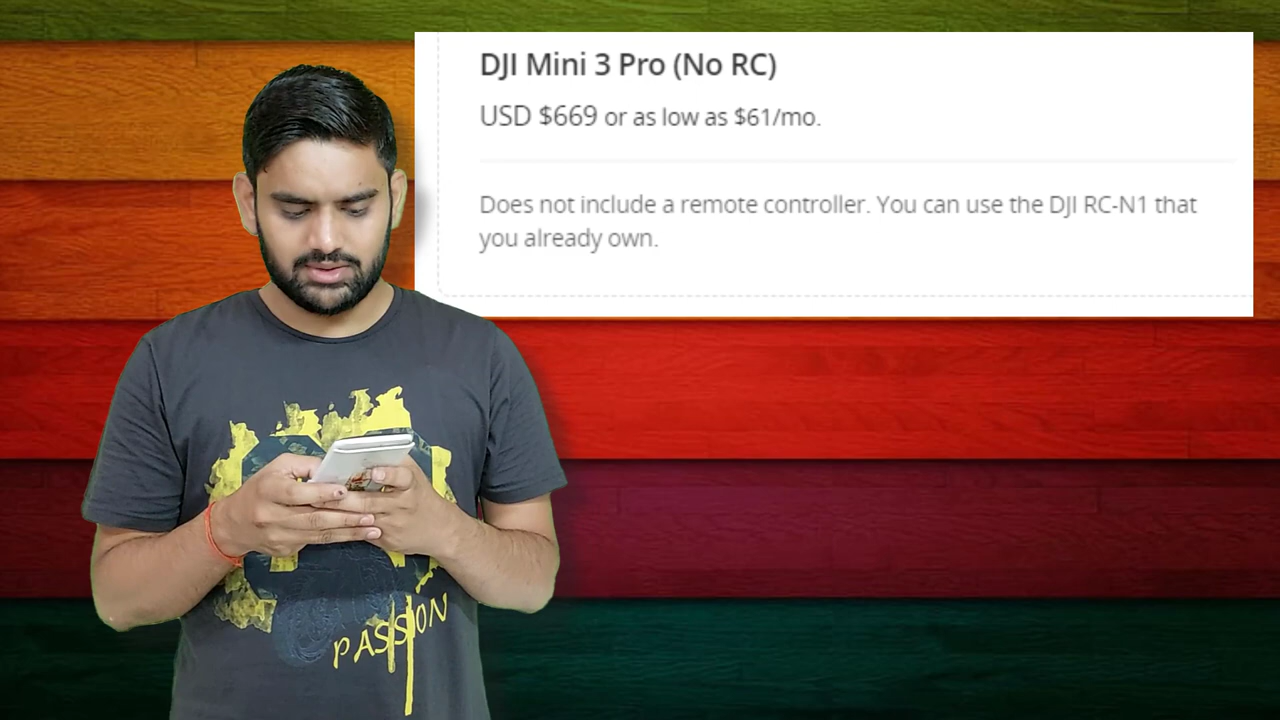 DJI Mini 3 Pro (No RC)
USD $669 or as low as $61/mo.
Does not include a remote controller. You can use the DJI RC-N1 that
you already own.
PASSION